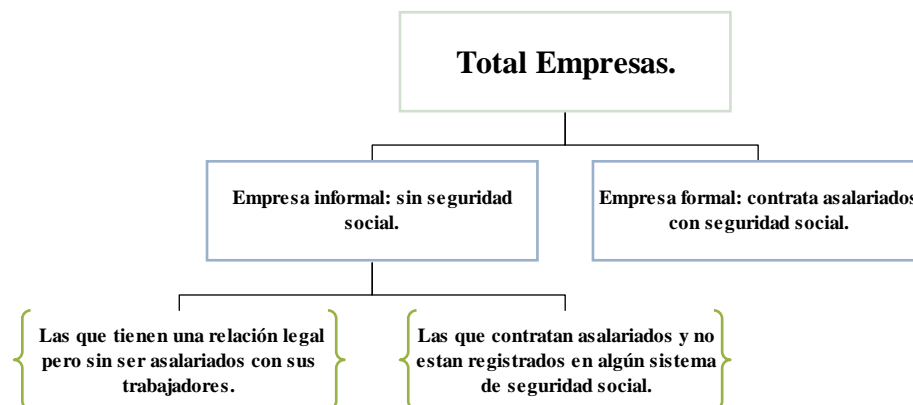 Total Empresas.
Empresa informal: sin seguridad
social.
Empresa formal: contrata asalariados
con seguridad social.
Las que tienen una relación legal
pero sin ser asalariados con sus
trabajadores.
Las que contratan asalariados y no
estan registrados en algún sistema
de seguridad social.